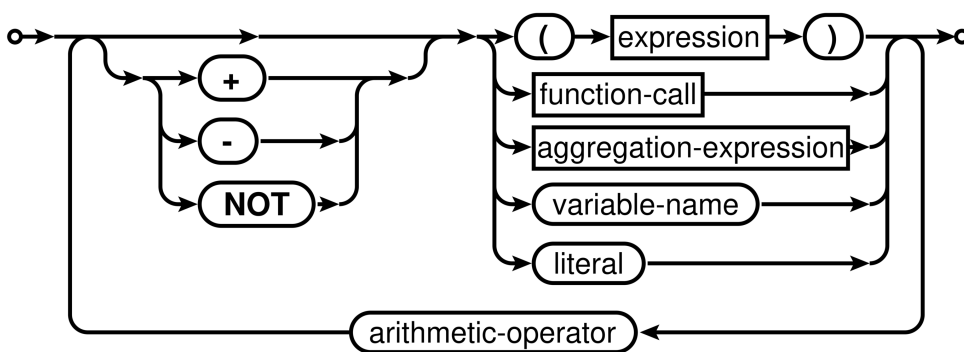 ( expression )
+
function-call
-
aggregation-expression
NOT
variable-name
literal
arithmetic-operator